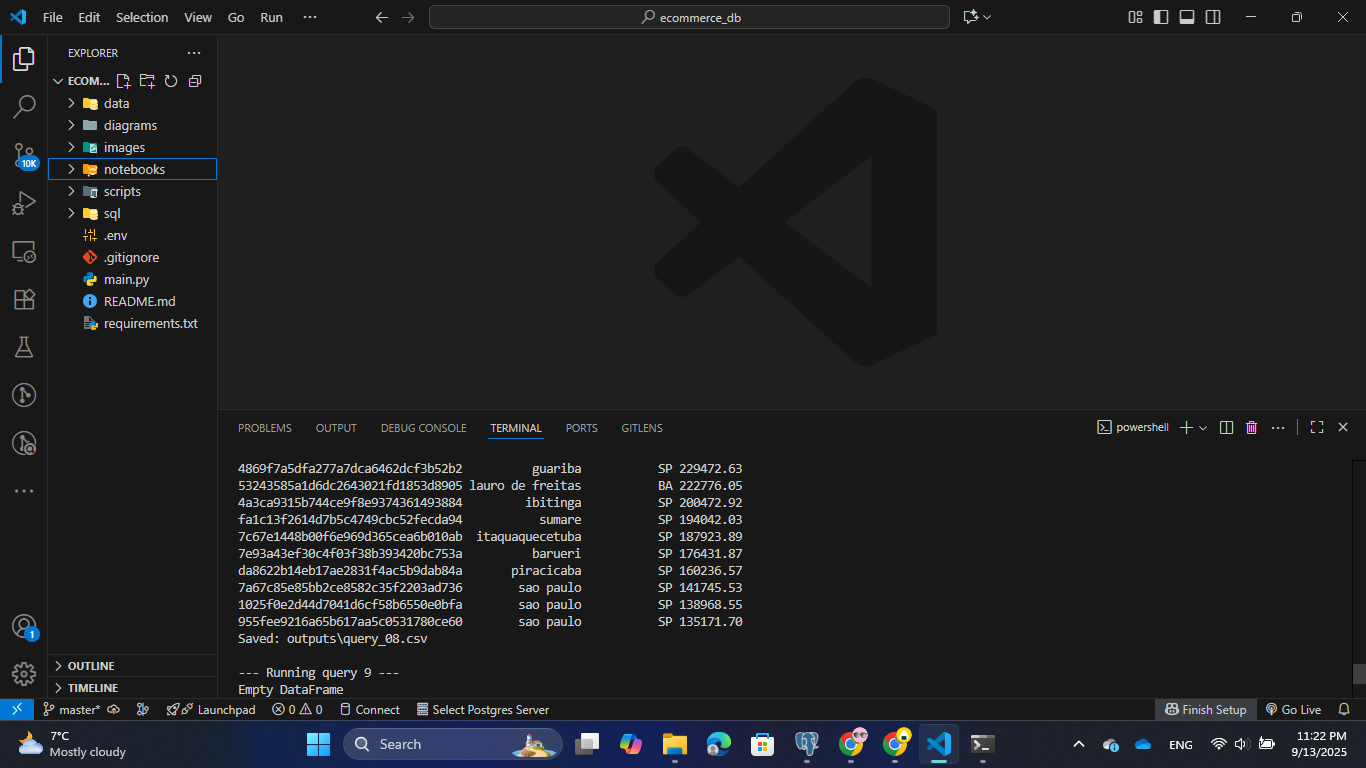 File Edit Selection View Go Run ··· ecommerce_db
EXPLORER ···
ECOM...
data
diagrams
images
10K
notebooks
scripts
sql
.env
.gitignore
main.py
README.md
requirements.txt
PROBLEMS OUTPUT DEBUG CONSOLE TERMINAL PORTS GITLENS powershell
4869f7a5dfa277a7dca6462dcf3b52b2 guariba SP 229472.63
53243585a1d6dc2643021fd1853d8905 lauro de freitas BA 222776.05
4a3ca9315b744ce9f8e9374361493884 ibitinga SP 200472.92
fa1c13f2614d7b5c4749cbc52fecda94 sumare SP 194042.03
7c67e1448b00f6e969d365cea6b010ab itaquaquecetuba SP 187923.89
7e93a43ef30c4f03f38b393420bc753a barueri SP 176431.87
da8622b14eb17ae2831f4ac5b9dab84a piracicaba SP 160236.57
7a67c85e85bb2ce8582c35f2203ad736 sao paulo SP 141745.53
1025f0e2d44d7041d6cf58b6550e0bfa sao paulo SP 138968.55
955fee9216a65b617aa5c0531780ce60 sao paulo SP 135171.70
Saved: outputs\query_08.csv
--- Running query 9 ---
Empty DataFrame
1
OUTLINE
TIMELINE
master* Launchpad 0 0 Connect Select Postgres Server Finish Setup Go Live
7°C
Mostly cloudy
Search
ENG
11:22 PM
9/13/2025